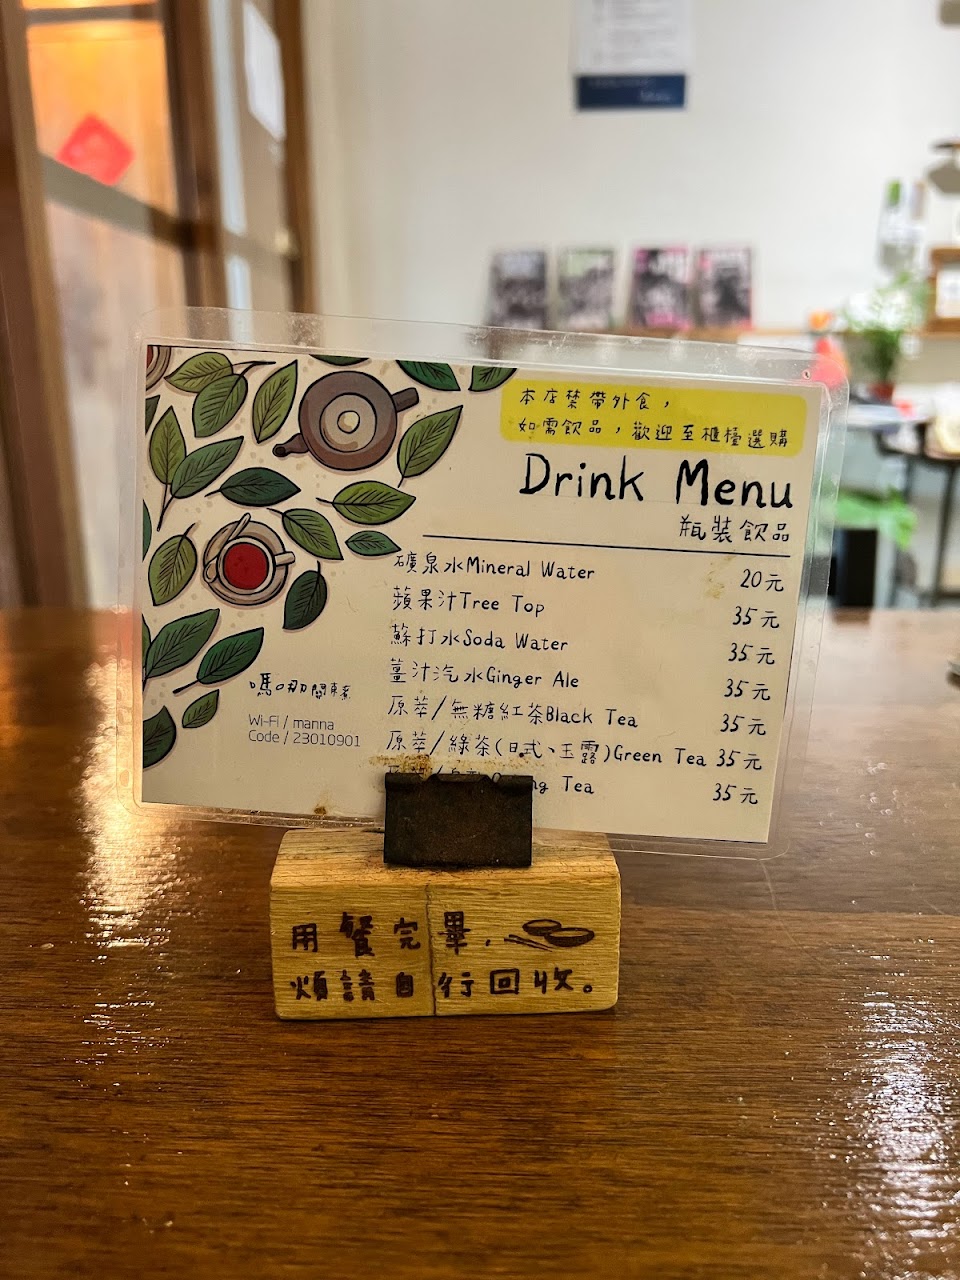 本店禁帶外食，
如需飲品，歡迎至櫃檯選購
Drink Menu
瓶裝飲品
礦泉水Mineral Water 20元
蘋果汁Tree Top 35元
蘇打水Soda Water 35元
薑汁汽水Ginger Ale 35元
原萃/無糖紅茶Black Tea 35元
原萃/綠茶(日式、玉露)Green Tea 35元
Tea 35元
嗎哪關東煮
Wi-Fi / manna
Code / 23010901
用餐完畢，
煩請自行回收。